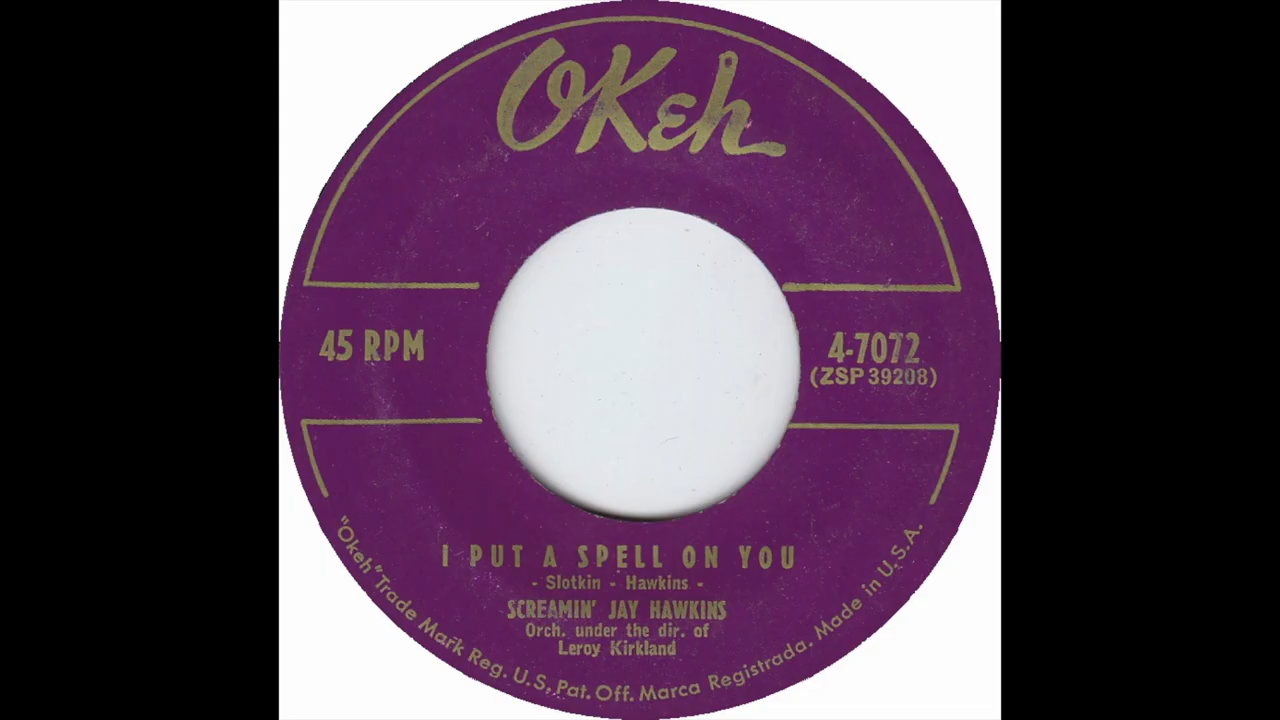 OKeh
45 RPM
4-7072
(ZSP 39208)
I PUT A SPELL ON YOU
- Slotkin - Hawkins -
SCREAMIN' JAY HAWKINS
Orch. under the dir. of
Leroy Kirkland
"Okeh" Trade Mark Reg. U.S. Pat. Off. Marca Registrada. Made in U.S.A.